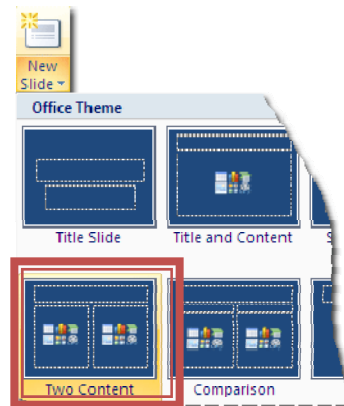 New
Slide
Office Theme
Title Slide
Title and Content
S
Two Content
Comparison